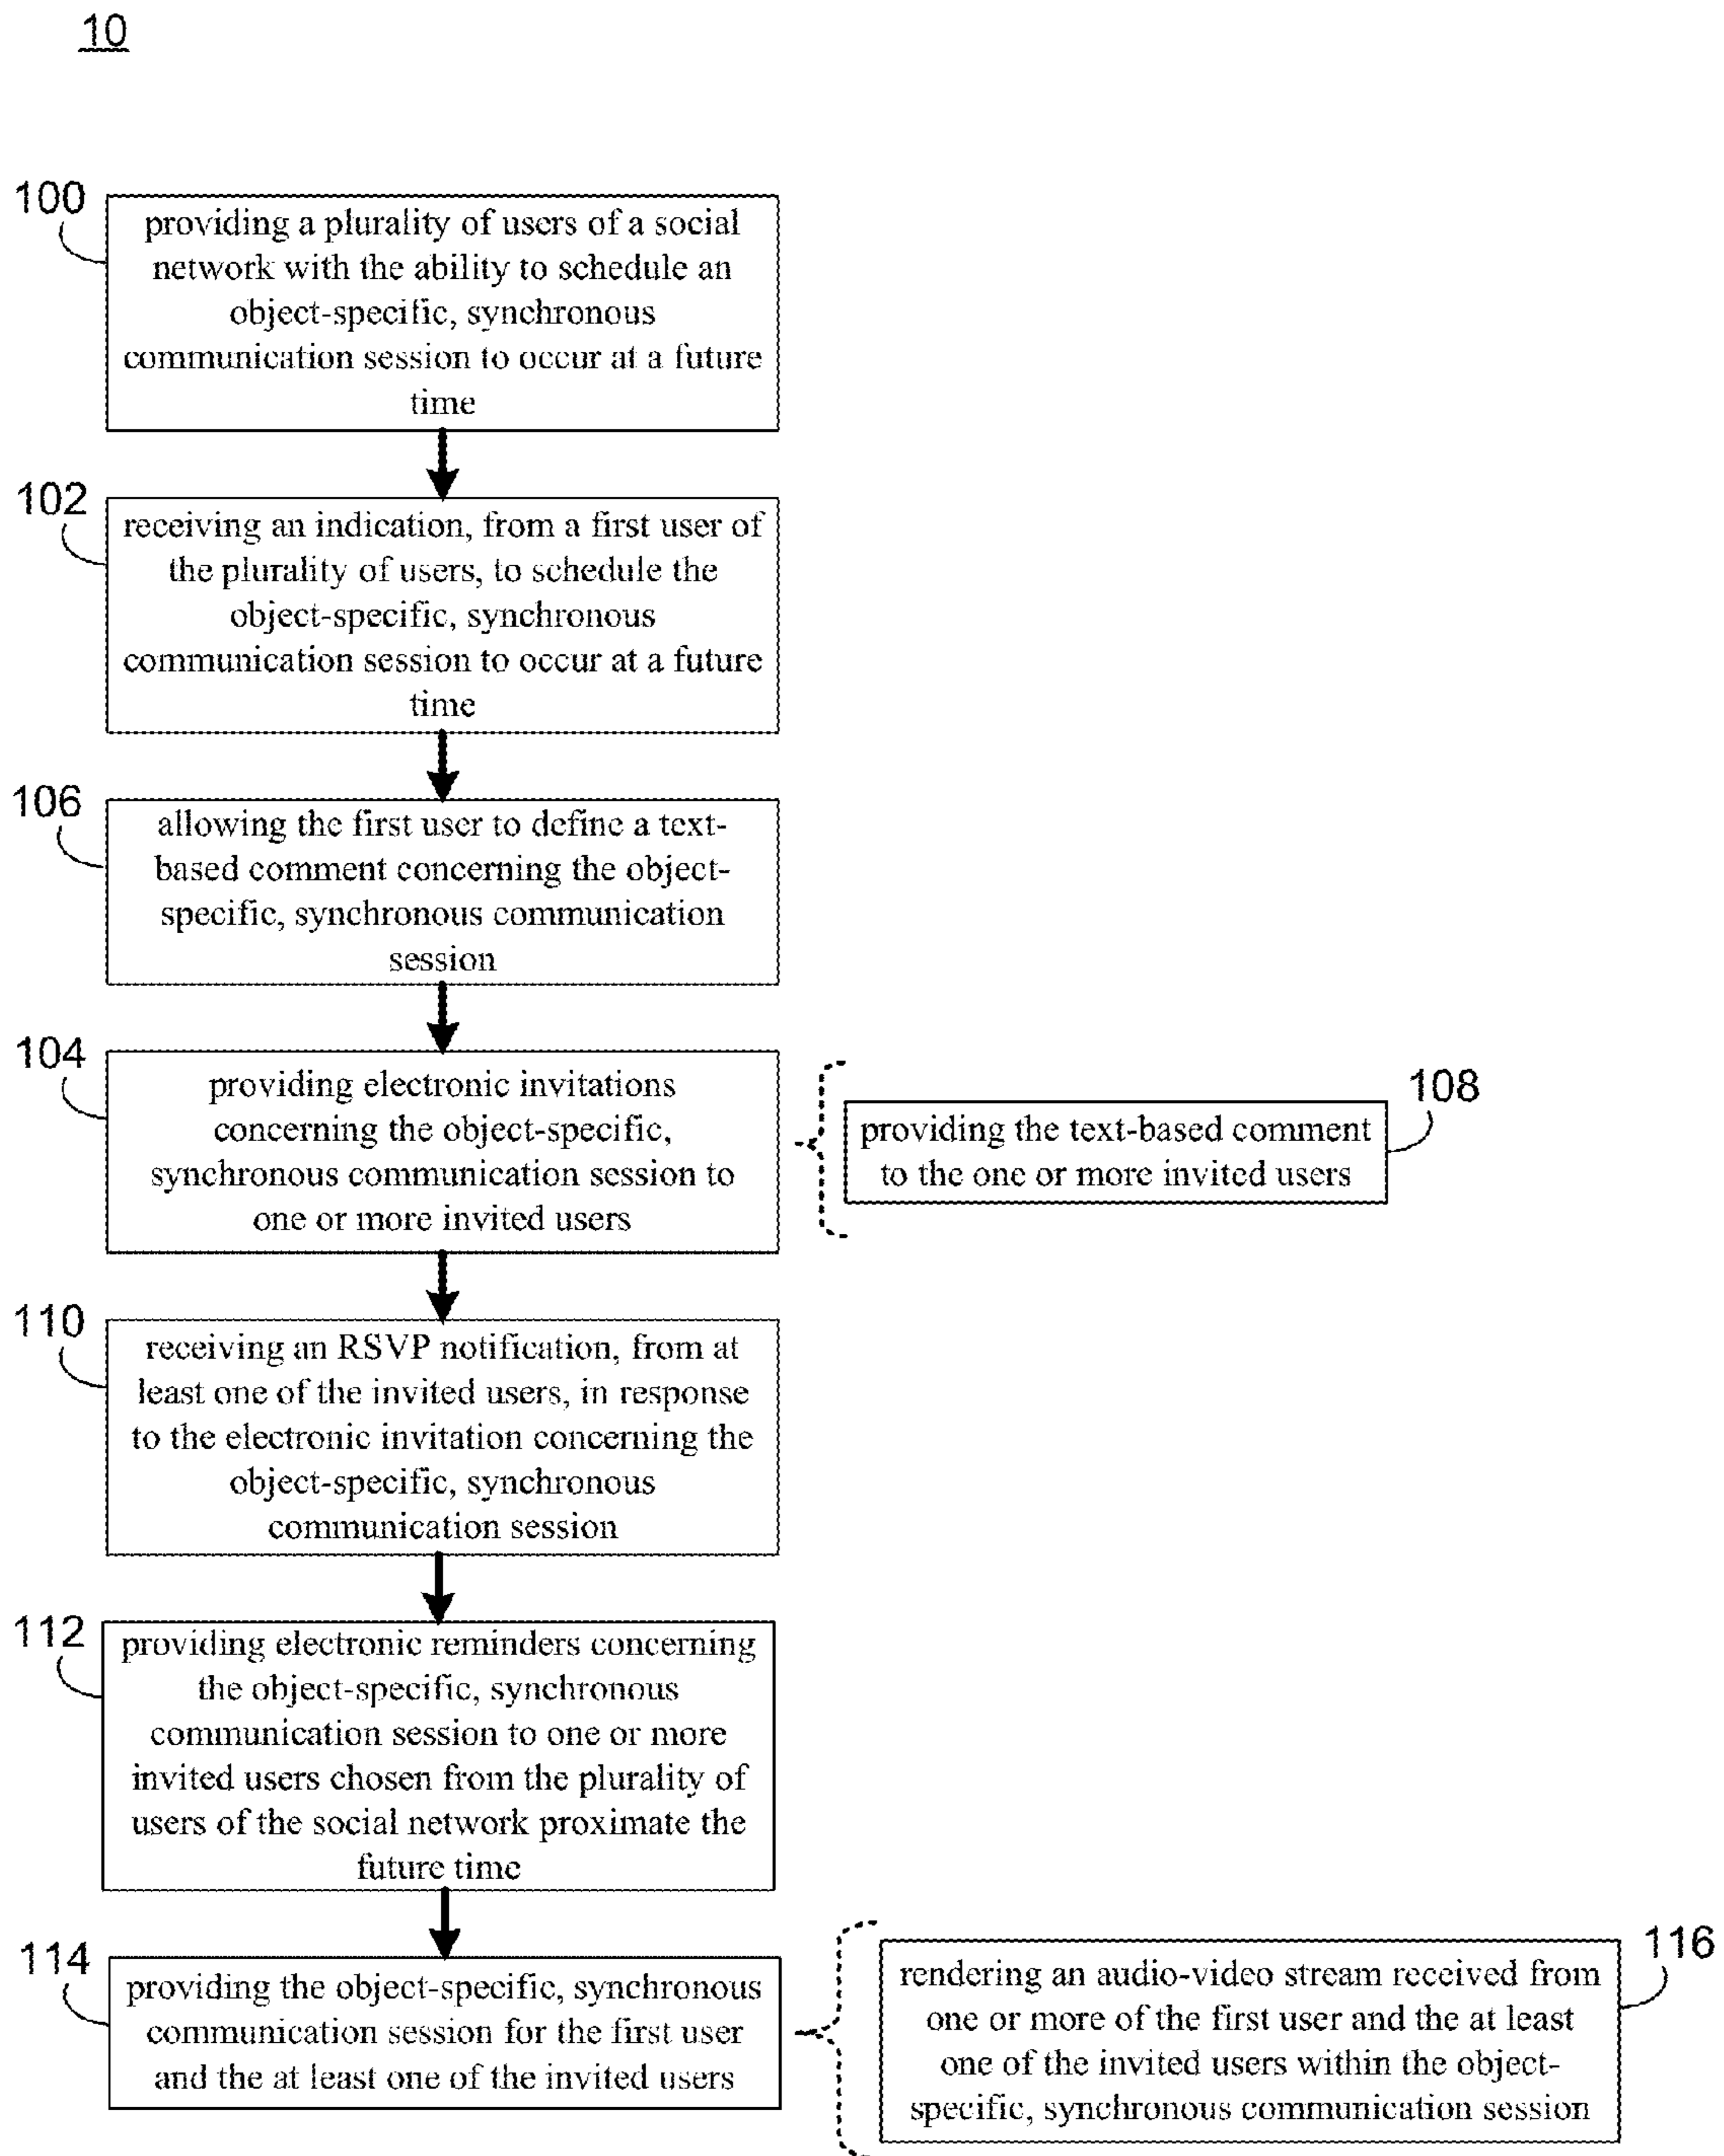 10
100
providing a plurality of users of a social
network with the ability to schedule an
object-specific, synchronous
communication session to occur at a future
time
102
receiving an indication, from a first user of
the plurality of users, to schedule the
object-specific, synchronous
communication session to occur at a future
time
106
allowing the first user to define a text-
based comment concerning the object-
specific, synchronous communication
session
104
providing electronic invitations
concerning the object-specific,
synchronous communication session to
one or more invited users
108
providing the text-based comment
to the one or more invited users
110
receiving an RSVP notification, from at
least one of the invited users, in response
to the electronic invitation concerning the
object-specific, synchronous
communication session
112
providing electronic reminders concerning
the object-specific, synchronous
communication session to one or more
invited users chosen from the plurality of
users of the social network proximate the
future time
114
providing the object-specific, synchronous
communication session for the first user
and the at least one of the invited users
116
rendering an audio-video stream received from
one or more of the first user and the at least
one of the invited users within the object-
specific, synchronous communication session